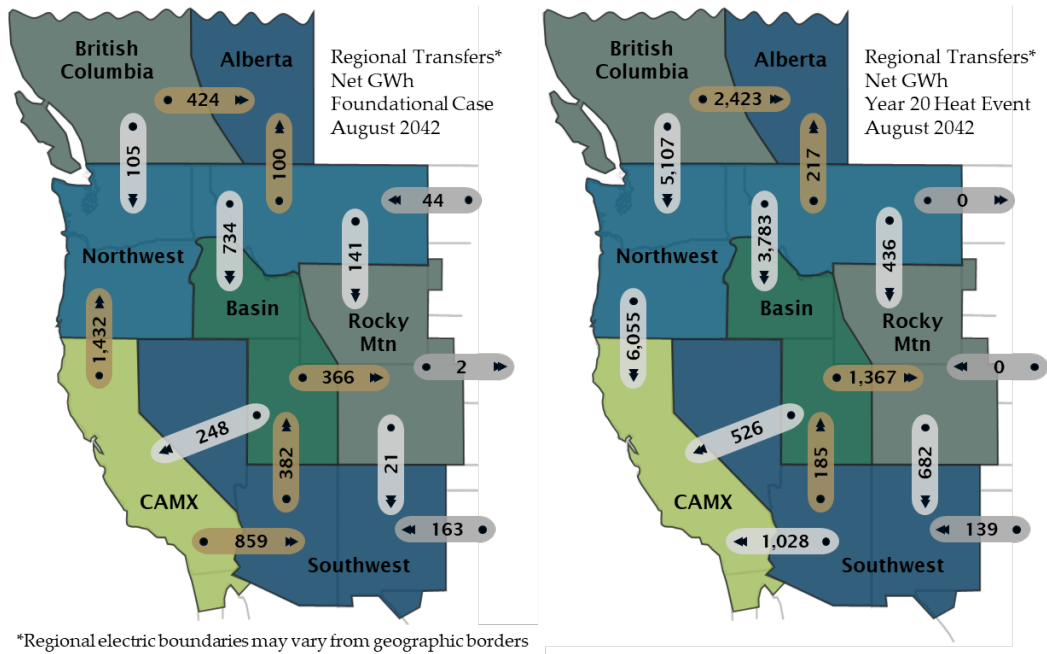 British
Columbia
Alberta
Regional Transfers*
Net GWh
Foundational Case
August 2042
424
105
100
44
734
141
Northwest
Basin
Rocky
Mtn
1,432
2
366
248
382
21
CAMX
163
859
Southwest
*Regional electric boundaries may vary from geographic borders
British
Columbia
Alberta
Regional Transfers*
Net GWh
Year 20 Heat Event
August 2042
2,423
5,107
217
0
3,783
436
Northwest
Basin
Rocky
Mtn
6,055
0
1,367
526
185
682
CAMX
139
1,028
Southwest